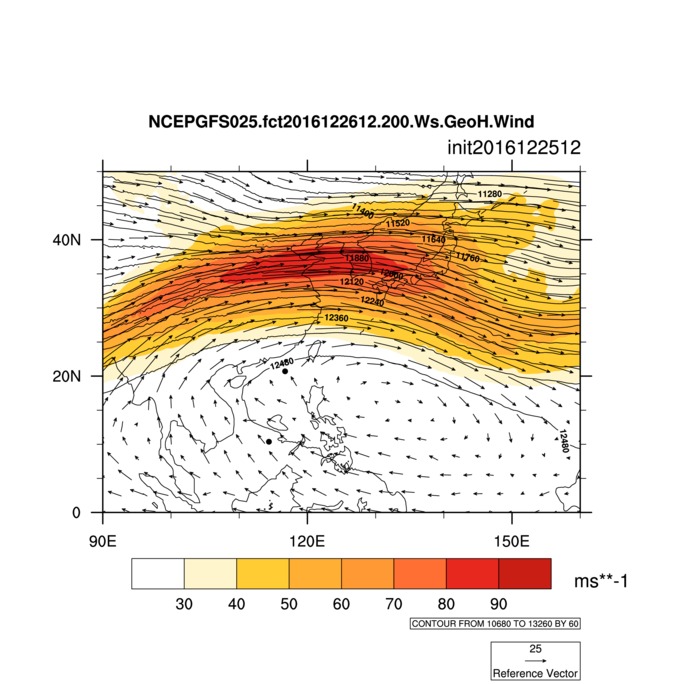 NCEPGFS025.fct2016122612.200.Ws.GeoH.Wind
init2016122512
11280
11400
11520
11640
40N
11760
11880
12000
12120
12240
12360
12480
20N
12480
0
90E 120E 150E
ms**-1
30 40 50 60 70 80 90
CONTOUR FROM 10680 TO 13260 BY 60
25
Reference Vector